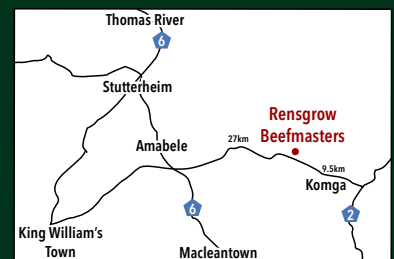 Thomas River
6
Stutterheim
Rensgrow
Beefmasters
27km
Amabele
9.5km
Komga
6
2
King William's
Town
Macleantown